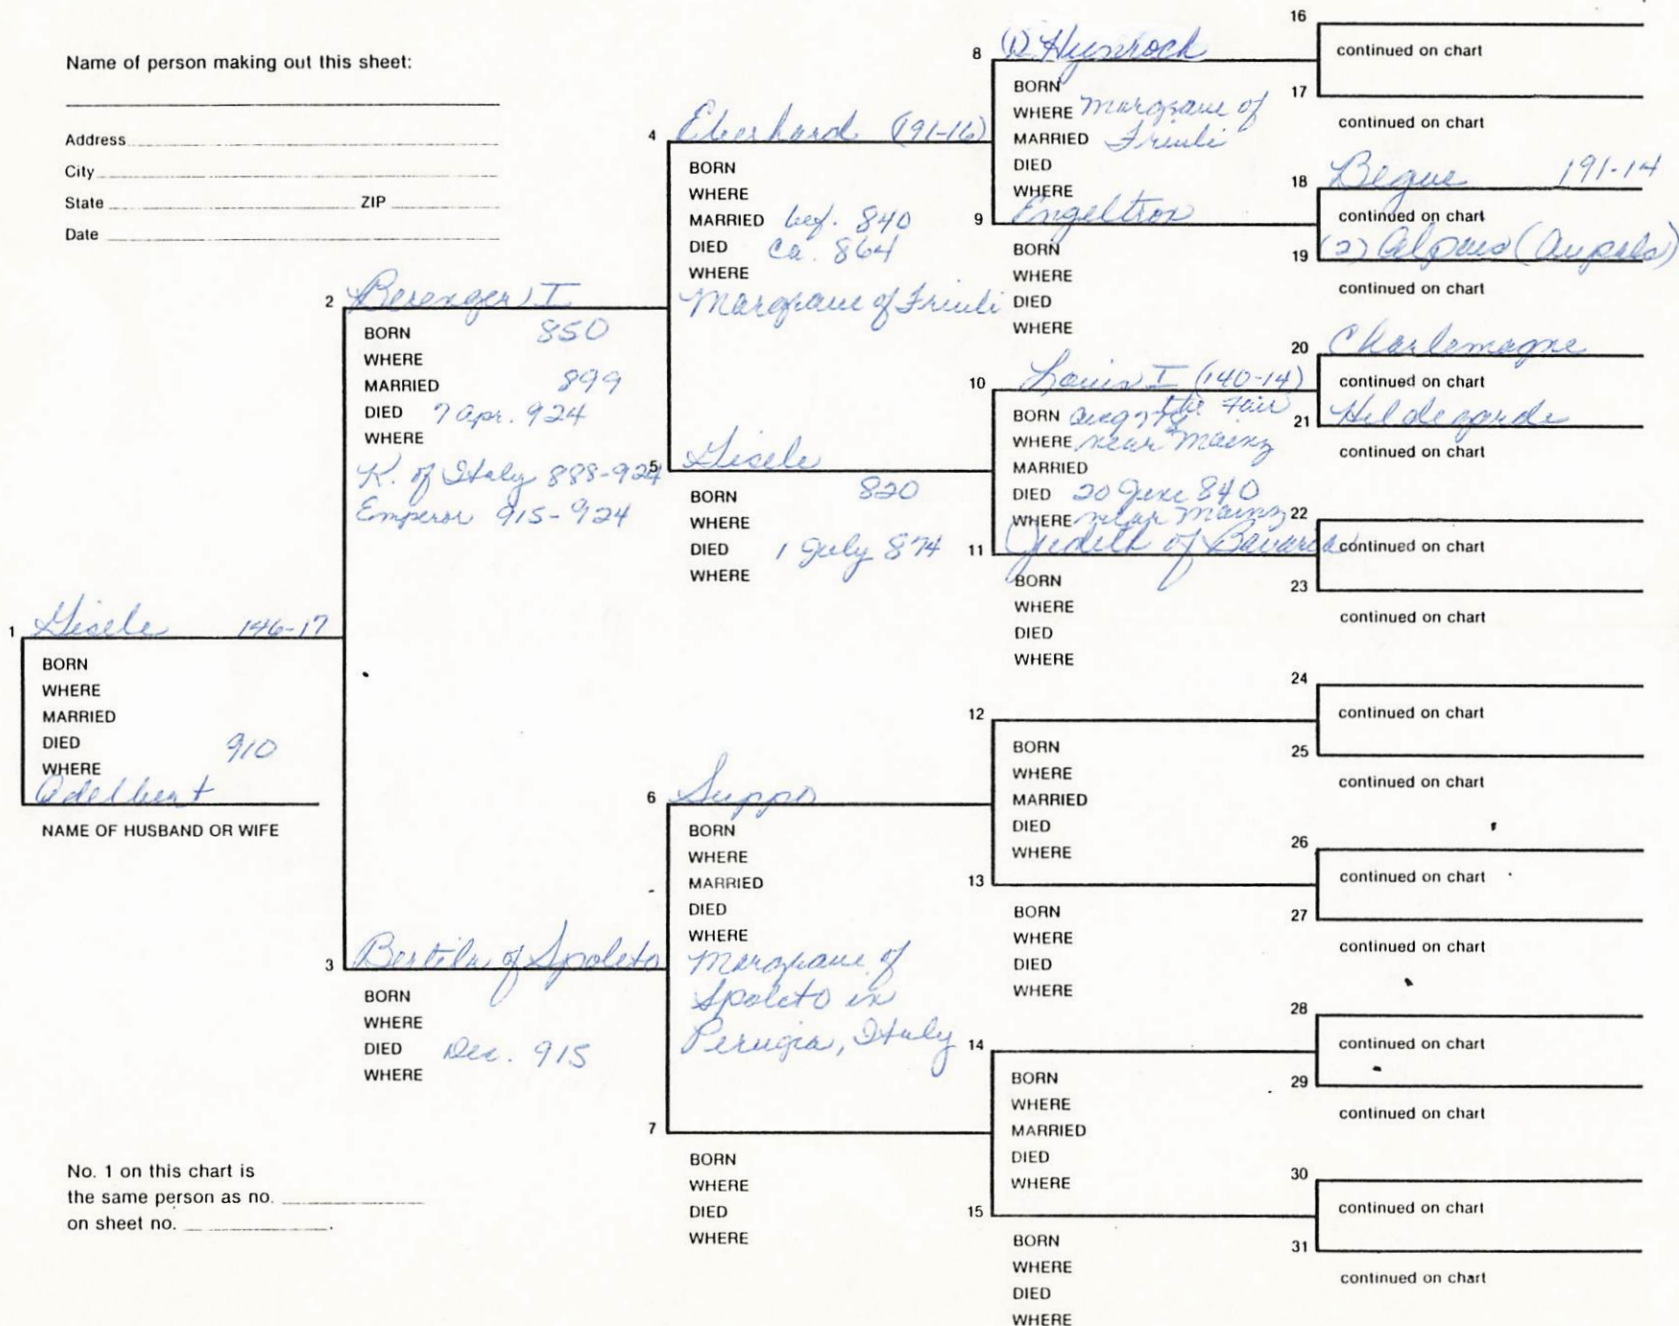 Name of person making out this sheet:
Address
City
State ZIP
Date
1 Gisele 146-17
BORN
WHERE
MARRIED
DIED 910
WHERE
Adelbert
NAME OF HUSBAND OR WIFE
2 Berenger I
BORN 850
WHERE
MARRIED 899
DIED 7 Apr. 924
WHERE
K. of Italy 888-924
Emperor 915-924
3 Bertila of Spoleto
BORN
WHERE
DIED Dec. 915
WHERE
4 Eberhard (191-16)
BORN
WHERE
MARRIED bef. 840
DIED ca. 864
WHERE
Margrave of Friuli
5 Gisele
BORN 820
WHERE
DIED 1 July 874
WHERE
6 Suppo
BORN
WHERE
MARRIED
DIED
WHERE
Margrave of
Spoleto in
Perugia, Italy
7
BORN
WHERE
DIED
WHERE
8 (1) Hunrock
BORN
WHERE Margrave of
MARRIED Friuli
DIED
WHERE
9 Engeltron
BORN
WHERE
DIED
WHERE
10 Louis I (140-14)
the Fair
BORN Aug
WHERE near Mainz
MARRIED
DIED 20 June 840
WHERE near Mainz
11 Judith of Bavaria
BORN
WHERE
DIED
WHERE
12
BORN
WHERE
MARRIED
DIED
WHERE
13
BORN
WHERE
DIED
WHERE
14
BORN
WHERE
MARRIED
DIED
WHERE
15
BORN
WHERE
DIED
WHERE
16
continued on chart
17
continued on chart
18 Begue 191-14
continued on chart
19 (2) Alpais (Aupais)
continued on chart
20 Charlemagne
continued on chart
21 Hildegarde
continued on chart
22
continued on chart
23
continued on chart
24
continued on chart
25
continued on chart
26
continued on chart
27
continued on chart
28
continued on chart
29
continued on chart
30
continued on chart
31
continued on chart
No. 1 on this chart is
the same person as no.
on sheet no. .